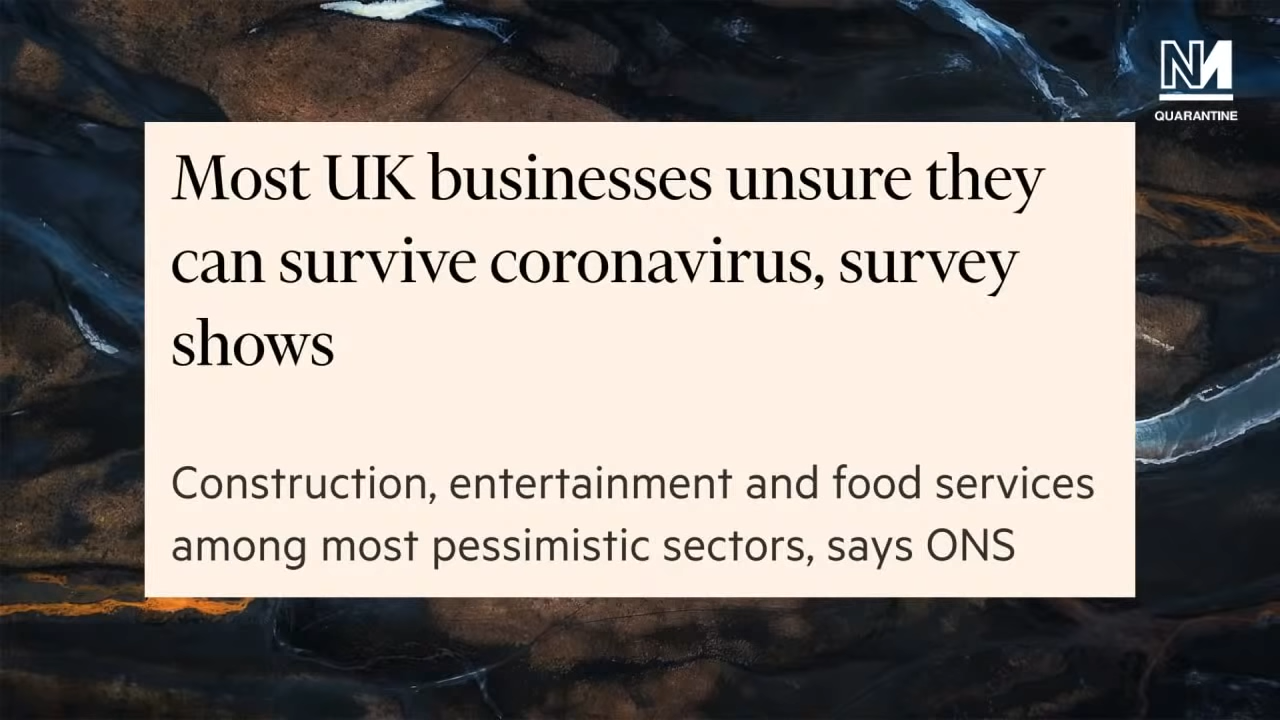 NM
QUARANTINE
Most UK businesses unsure they
can survive coronavirus, survey
shows
Construction, entertainment and food services
among most pessimistic sectors, says ONS